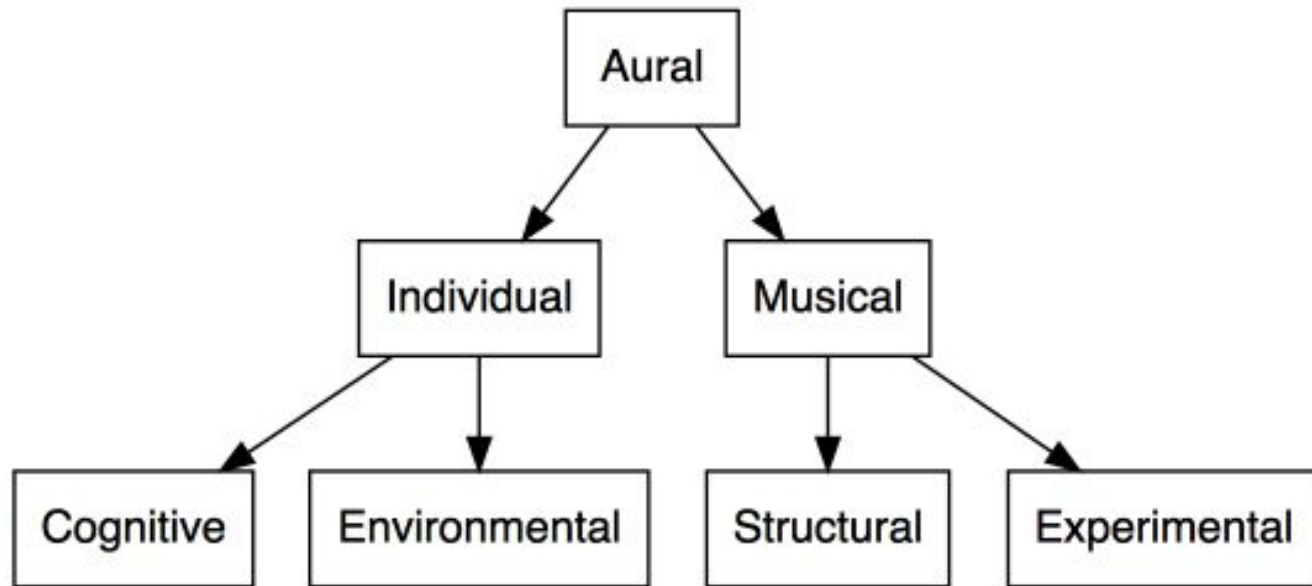 Aural
Individual
Musical
Cognitive
Environmental
Structural
Experimental